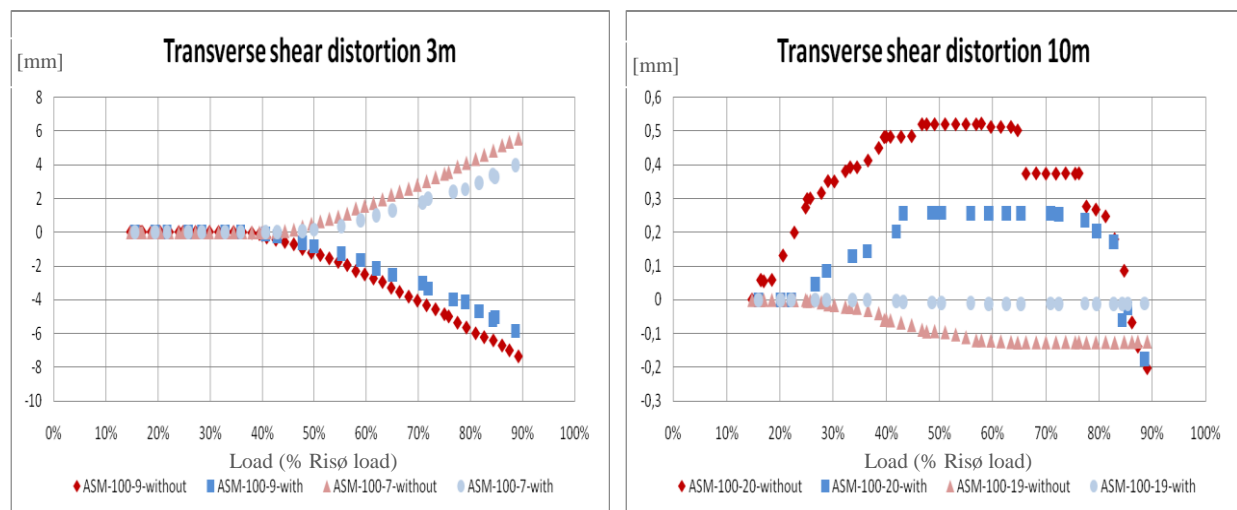 Transverse shear distortion 3m
[mm]
8
6
4
2
0
-2
-4
-6
-8
-10
0% 10% 20% 30% 40% 50% 60% 70% 80% 90% 100%
Load (% Risø load)
ASM-100-9-without ASM-100-9-with ASM-100-7-without ASM-100-7-with
Transverse shear distortion 10m
[mm]
0,6
0,5
0,4
0,3
0,2
0,1
0
-0,1
-0,2
-0,3
0% 10% 20% 30% 40% 50% 60% 70% 80% 90% 100%
Load (% Risø load)
ASM-100-20-without ASM-100-20-with ASM-100-19-without ASM-100-19-with